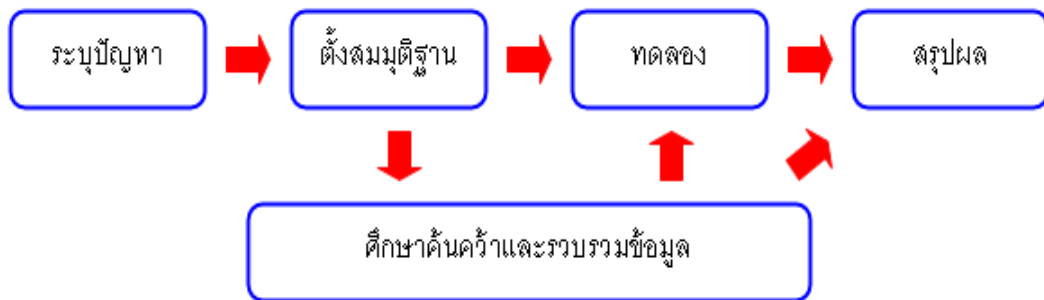 ระบุปัญหา
ตั้งสมมุติฐาน
ทดลอง
สรุปผล
ศึกษาค้นคว้าและรวบรวมข้อมูล